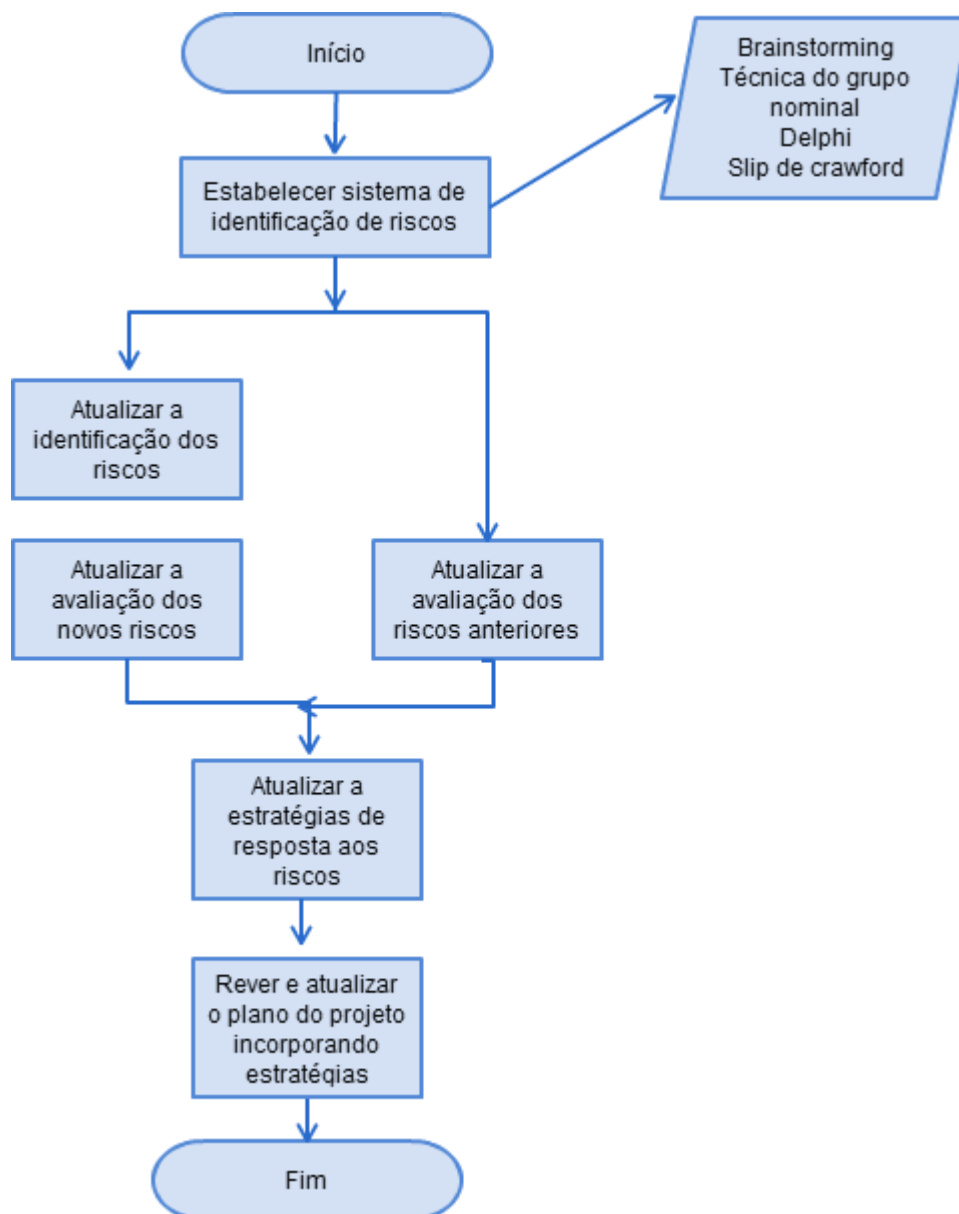 Início
Brainstorming
Técnica do grupo
nominal
Delphi
Slip de crawford
Estabelecer sistema de
identificação de riscos
Atualizar a
identificação dos
riscos
Atualizar a
avaliação dos
novos riscos
Atualizar a
avaliação dos
riscos anteriores
Atualizar a
estratégias de
resposta aos
riscos
Rever e atualizar
o plano do projeto
incorporando
estratégias
Fim